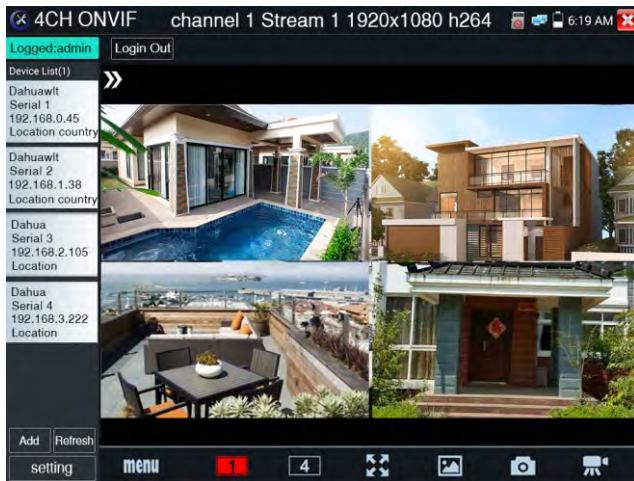 4CH ONVIF channel 1 Stream 1 1920x1080 h264 6:19 AM
Logged:admin Login Out
Device List(1)
Dahuawlt
Serial 1
192.168.0.45
Location country
Dahuawlt
Serial 2
192.168.1.38
Location country
Dahua
Serial 3
192.168.2.105
Location
Dahua
Serial 4
192.168.3.222
Location
Add Refresh
setting menu 1 4